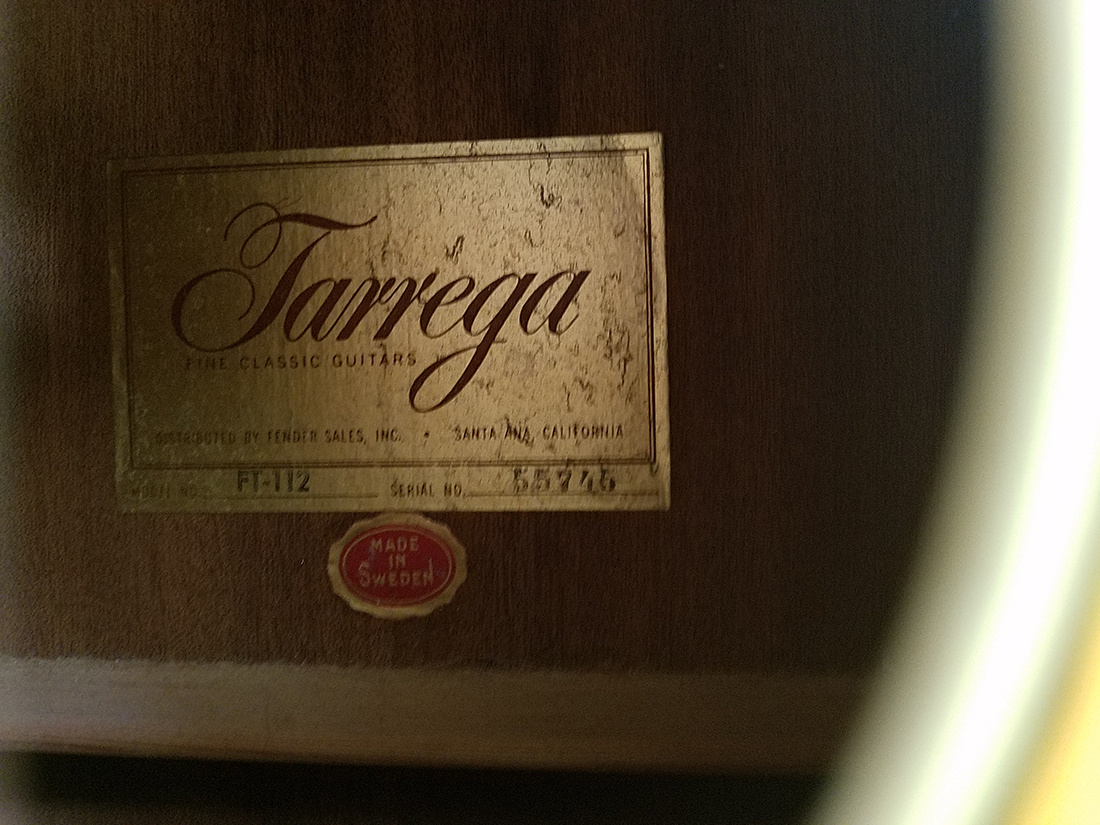 Tarrega
FINE CLASSIC GUITARS
DISTRIBUTED BY FENDER SALES, INC. • SANTA ANA, CALIFORNIA
MODEL NO. FT-112 SERIAL NO. 55745
MADE
IN
SWEDEN